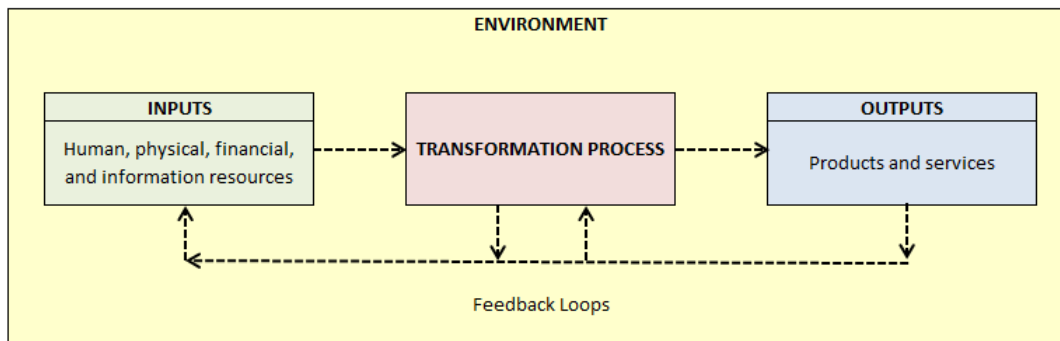 ENVIRONMENT
INPUTS
Human, physical, financial,
and information resources
TRANSFORMATION PROCESS
OUTPUTS
Products and services
Feedback Loops